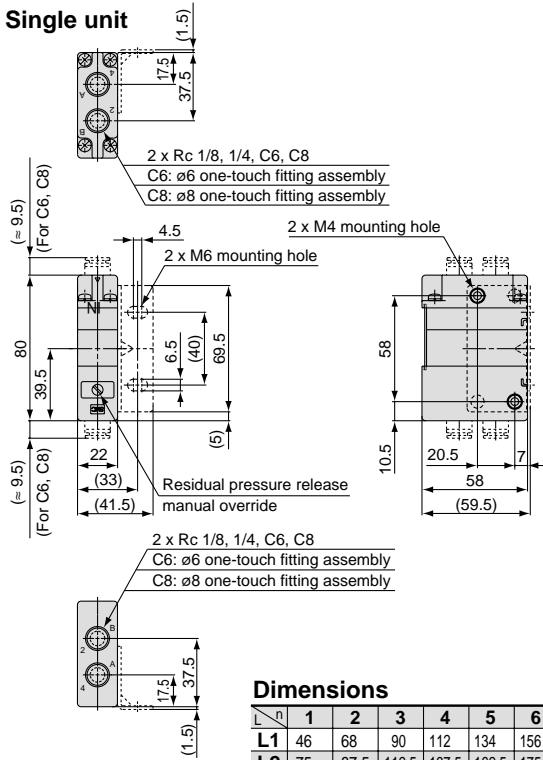 Single unit
(1.5)
17.5
37.5
4
A
2
B
2 x Rc 1/8, 1/4, C6, C8
C6: ø6 one-touch fitting assembly
C8: ø8 one-touch fitting assembly
(≈ 9.5)
(For C6, C8)
4.5
2 x M6 mounting hole
2 x M4 mounting hole
IN
80
39.5
6.5
(40)
69.5
(5)
58
10.5
22
(33)
(41.5)
(≈ 9.5)
(For C6, C8)
Residual pressure release
manual override
20.5
7
58
(59.5)
2 x Rc 1/8, 1/4, C6, C8
C6: ø6 one-touch fitting assembly
C8: ø8 one-touch fitting assembly
B
2
A
4
17.5
37.5
(1.5)
Dimensions
L n 1 2 3 4 5 6
L1 46 68 90 112 134 156